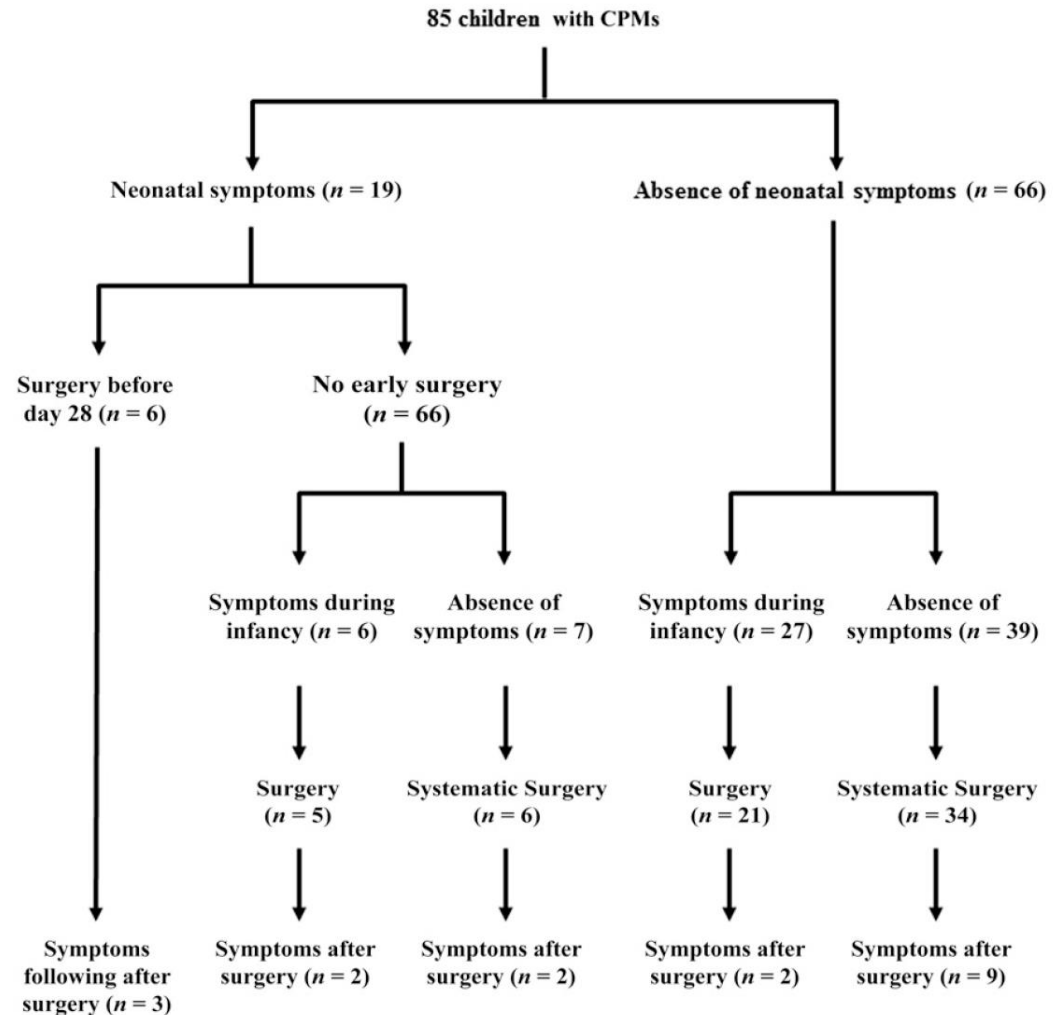 85 children with CPMs
Neonatal symptoms (n = 19)
Absence of neonatal symptoms (n = 66)
Surgery before
day 28 (n = 6)
No early surgery
(n = 66)
Symptoms during
infancy (n = 6)
Absence of
symptoms (n = 7)
Symptoms during
infancy (n = 27)
Absence of
symptoms (n = 39)
Surgery
(n = 5)
Systematic Surgery
(n = 6)
Surgery
(n = 21)
Systematic Surgery
(n = 34)
Symptoms
following after
surgery (n = 3)
Symptoms after
surgery (n = 2)
Symptoms after
surgery (n = 2)
Symptoms after
surgery (n = 2)
Symptoms after
surgery (n = 9)